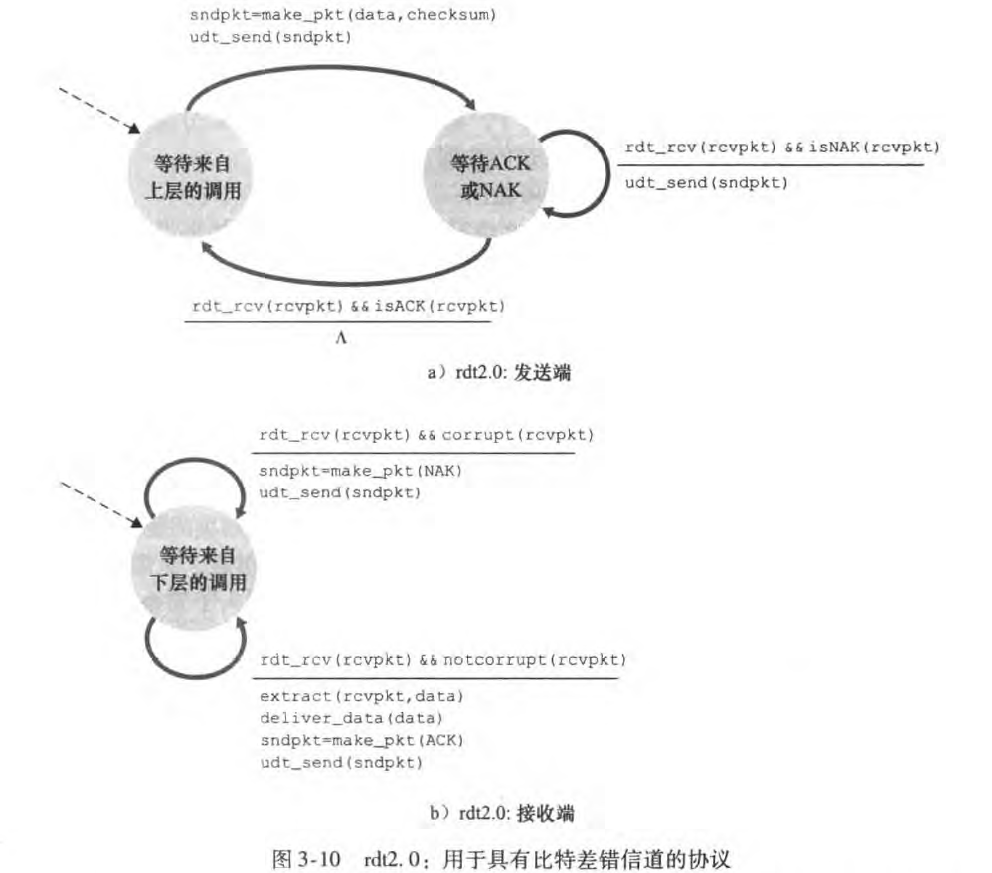 sndpkt=make_pkt(data,checksum)
udt_send(sndpkt)
等待来自
上层的调用
等待ACK
或NAK
rdt_rcv(rcvpkt) && isNAK(rcvpkt)
udt_send(sndpkt)
rdt_rcv(rcvpkt) && isACK(rcvpkt)
Λ
a) rdt2.0: 发送端
rdt_rcv(rcvpkt) && corrupt(rcvpkt)
sndpkt=make_pkt(NAK)
udt_send(sndpkt)
等待来自
下层的调用
rdt_rcv(rcvpkt) && notcorrupt(rcvpkt)
extract(rcvpkt,data)
deliver_data(data)
sndpkt=make_pkt(ACK)
udt_send(sndpkt)
b) rdt2.0: 接收端
图 3-10 rdt2.0：用于具有比特差错信道的协议